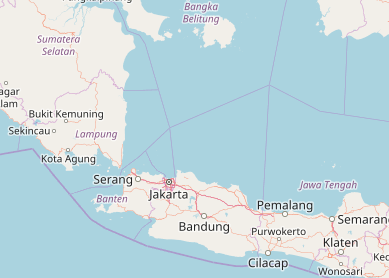 Bangka
Belitung
Sumatera
Selatan
Bukit Kemuning
Sekincau
Lampung
Kota Agung
Serang
Jakarta
Banten
Bandung
Jawa Tengah
Pemalang
Semarang
Purwokerto
Klaten
Cilacap
Wonosari